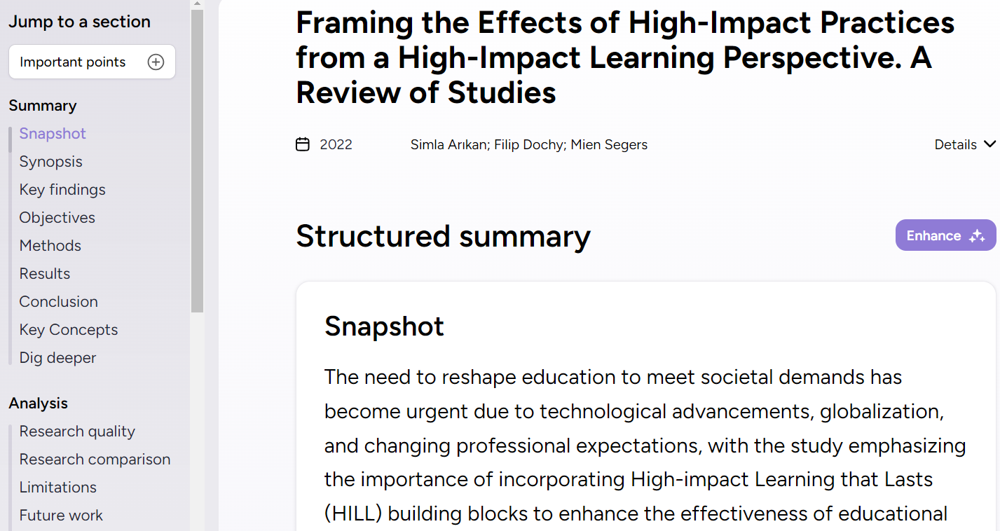 Jump to a section
Important points
Summary
Snapshot
Synopsis
Key findings
Objectives
Methods
Results
Conclusion
Key Concepts
Dig deeper
Analysis
Research quality
Research comparison
Limitations
Future work
Framing the Effects of High-Impact Practices
from a High-Impact Learning Perspective. A
Review of Studies
2022
Simla Arıkan; Filip Dochy; Mien Segers
Details
Structured summary
Enhance
Snapshot
The need to reshape education to meet societal demands has
become urgent due to technological advancements, globalization,
and changing professional expectations, with the study emphasizing
the importance of incorporating High-impact Learning that Lasts
(HILL) building blocks to enhance the effectiveness of educational